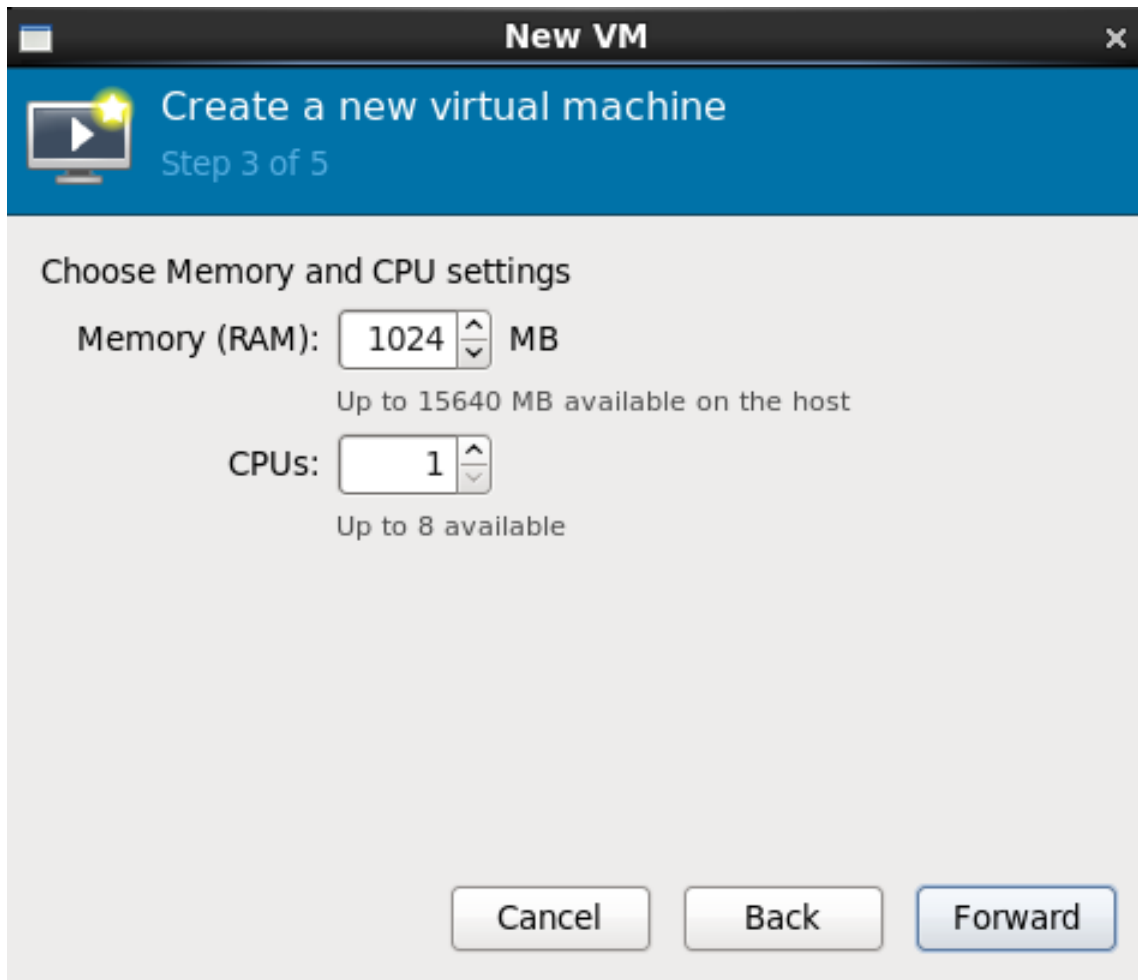 New VM
Create a new virtual machine
Step 3 of 5
Choose Memory and CPU settings
Memory (RAM): 1024 MB
Up to 15640 MB available on the host
CPUs: 1
Up to 8 available
Cancel Back Forward